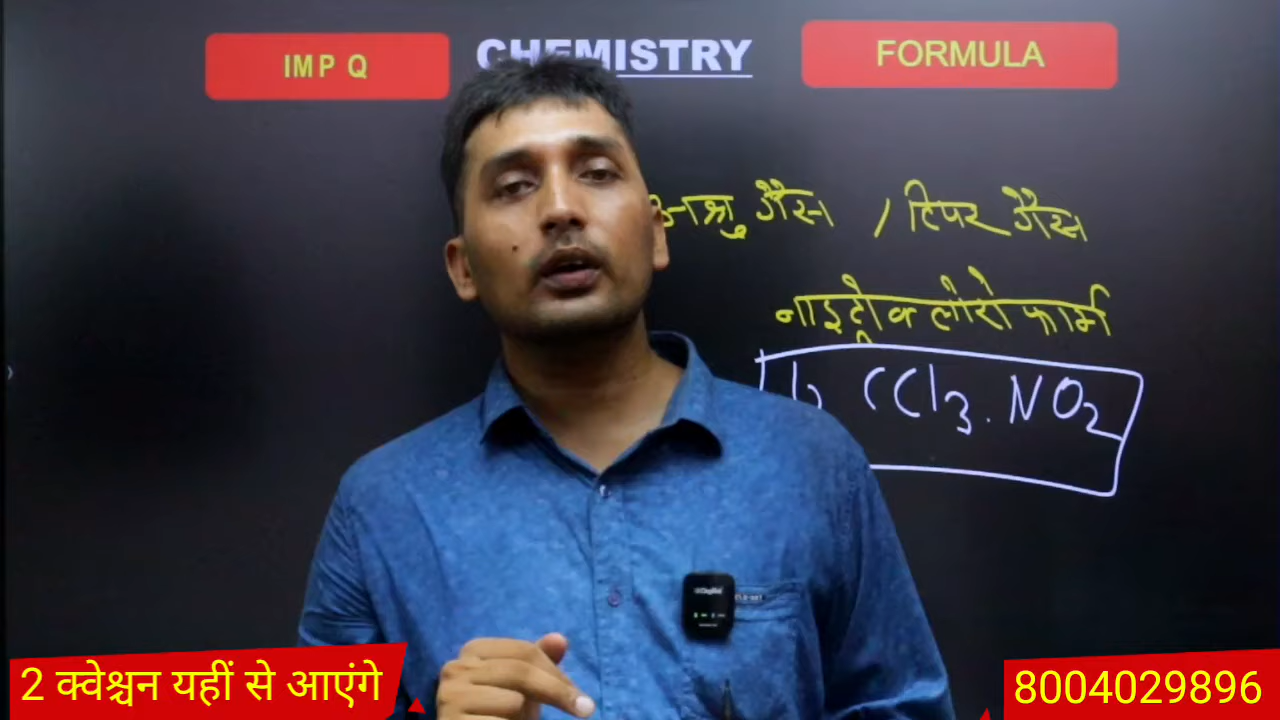 IMP Q
CHEMISTRY
FORMULA
अश्रु गैस / टियर गैस
नाइट्रोक्लोरोफार्म
CCl3.NO2
2 क्वेश्चन यहीं से आएंगे
8004029896